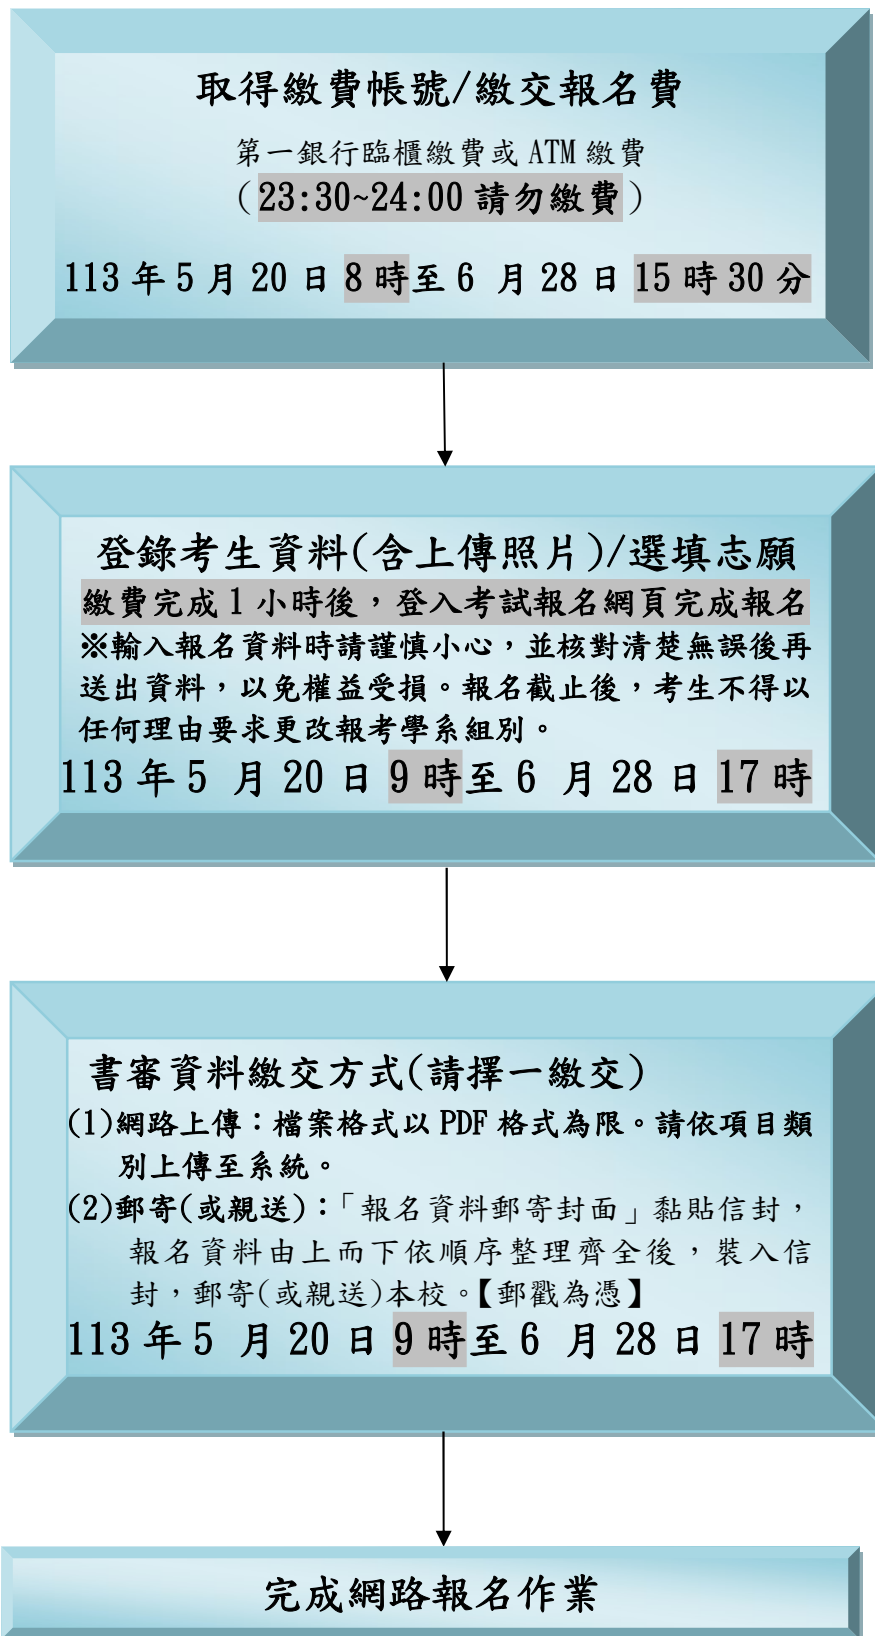 取得繳費帳號/繳交報名費
第一銀行臨櫃繳費或 ATM 繳費
(23:30~24:00 請勿繳費)
113 年 5 月 20 日 8 時至 6 月 28 日 15 時 30 分
登錄考生資料(含上傳照片)/選填志願
繳費完成 1 小時後，登入考試報名網頁完成報名
※輸入報名資料時請謹慎小心，並核對清楚無誤後再
送出資料，以免權益受損。報名截止後，考生不得以
任何理由要求更改報考學系組別。
113 年 5 月 20 日 9 時至 6 月 28 日 17 時
書審資料繳交方式(請擇一繳交)
(1)網路上傳：檔案格式以 PDF 格式為限。請依項目類
別上傳至系統。
(2)郵寄(或親送)：「報名資料郵寄封面」黏貼信封，
報名資料由上而下依順序整理齊全後，裝入信
封，郵寄(或親送)本校。【郵戳為憑】
113 年 5 月 20 日 9 時至 6 月 28 日 17 時
完成網路報名作業